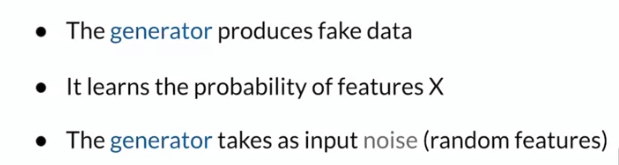 • The generator produces fake data
• It learns the probability of features X
• The generator takes as input noise (random features)